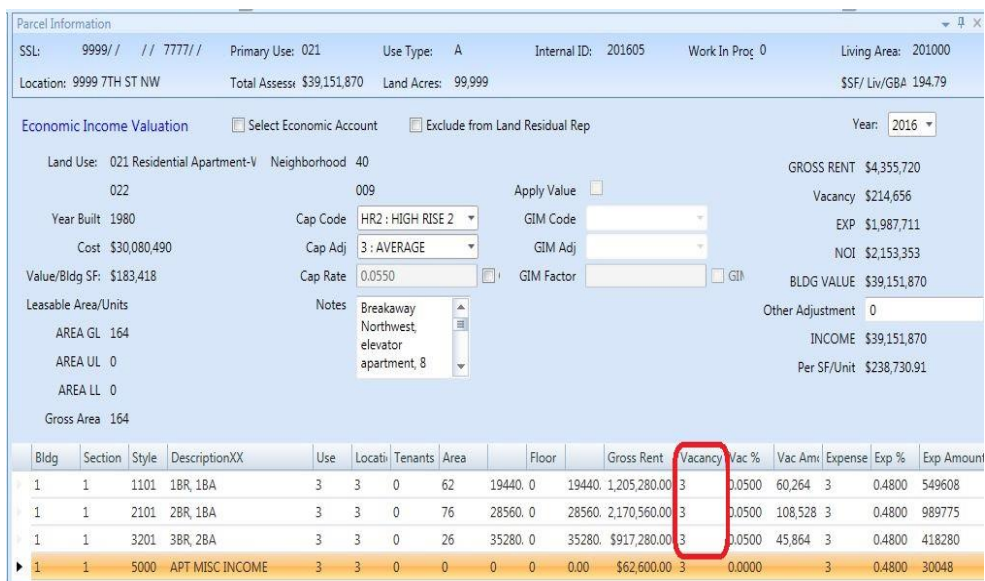 Parcel Information
SSL: 9999/ / / / 7777/ / Primary Use: 021 Use Type: A Internal ID: 201605 Work In Proc 0 Living Area: 201000
Location: 9999 7TH ST NW Total Assesse $39,151,870 Land Acres: 99,999 $SF/ Liv/GBA 194.79
Economic Income Valuation Select Economic Account Exclude from Land Residual Rep Year: 2016
Land Use: 021 Residential Apartment-V Neighborhood 40 GROSS RENT $4,355,720
022 009 Apply Value Vacancy $214,656
Year Built 1980 Cap Code HR2 : HIGH RISE 2 GIM Code EXP $1,987,711
Cost $30,080,490 Cap Adj 3 : AVERAGE GIM Adj NOI $2,153,353
Value/Bldg SF: $183,418 Cap Rate 0.0550 GIM Factor BLDG VALUE $39,151,870
Leasable Area/Units Notes Breakaway Northwest, elevator apartment, 8 Other Adjustment 0
AREA GL 164 INCOME $39,151,870
AREA UL 0 Per SF/Unit $238,730.91
AREA LL 0
Gross Area 164
Bldg Section Style DescriptionXX Use Locati Tenants Area Floor Gross Rent Vacancy Vac % Vac Am Expense Exp % Exp Amount
1 1 1101 1BR, 1BA 3 3 0 62 19440. 0 19440. 1,205,280.00 3 0.0500 60,264 3 0.4800 549608
1 1 2101 2BR, 1BA 3 3 0 76 28560. 0 28560. 2,170,560.00 3 0.0500 108,528 3 0.4800 989775
1 1 3201 3BR, 2BA 3 3 0 26 35280. 0 35280. $917,280.00 3 0.0500 45,864 3 0.4800 418280
1 1 5000 APT MISC INCOME 3 3 0 0 0 0 0.00 $62,600.00 3 0.0000 0.4800 30048